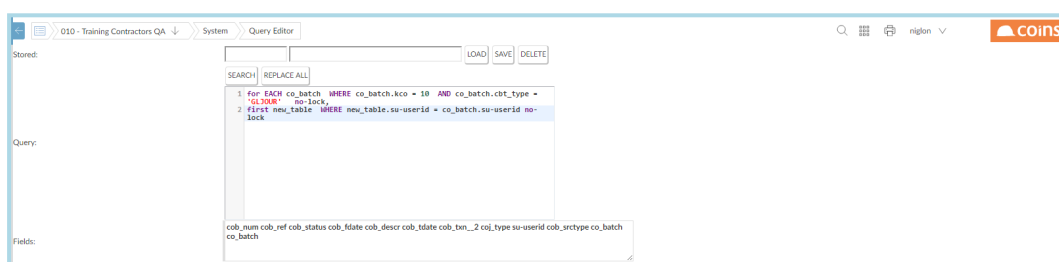 010 - Training Contractors QA System Query Editor niglon COINS
Stored: LOAD SAVE DELETE
SEARCH REPLACE ALL
Query:
1 for EACH co_batch WHERE co_batch.kco = 10 AND co_batch.cbt_type =
'GLJOUR' no-lock,
2 first new_table WHERE new_table.su-userid = co_batch.su-userid no-
lock
Fields:
cob_num cob_ref cob_status cob_fdate cob_descr cob_tdate cob_txn__2 coj_type su-userid cob_srctype co_batch
co_batch